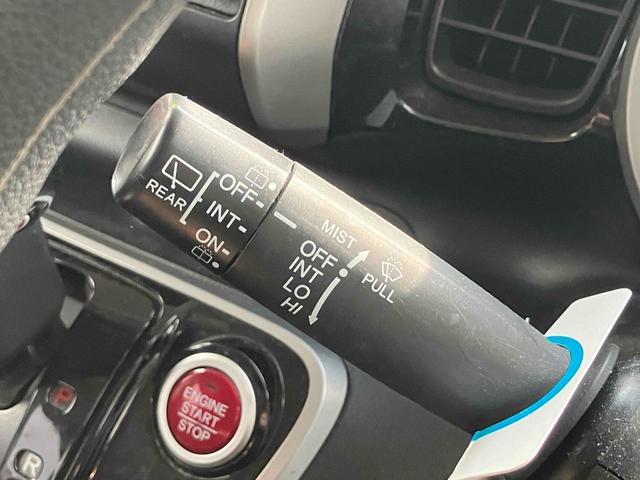 REAR
OFF
INT
ON
MIST
OFF
INT
LO
HI
PULL
ENGINE
START
STOP
P
R